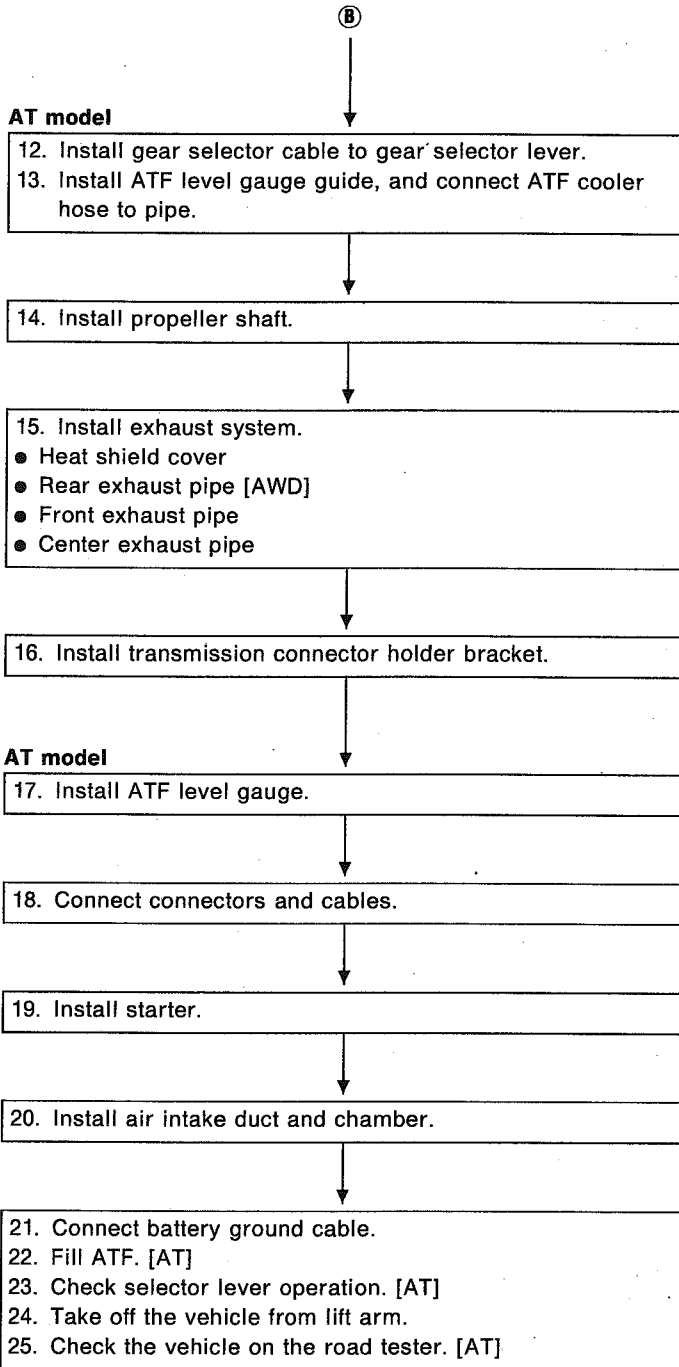 Ⓑ
AT model
12. Install gear selector cable to gear selector lever.
13. Install ATF level gauge guide, and connect ATF cooler
hose to pipe.
14. Install propeller shaft.
15. Install exhaust system.
● Heat shield cover
● Rear exhaust pipe [AWD]
● Front exhaust pipe
● Center exhaust pipe
16. Install transmission connector holder bracket.
AT model
17. Install ATF level gauge.
18. Connect connectors and cables.
19. Install starter.
20. Install air intake duct and chamber.
21. Connect battery ground cable.
22. Fill ATF. [AT]
23. Check selector lever operation. [AT]
24. Take off the vehicle from lift arm.
25. Check the vehicle on the road tester. [AT]